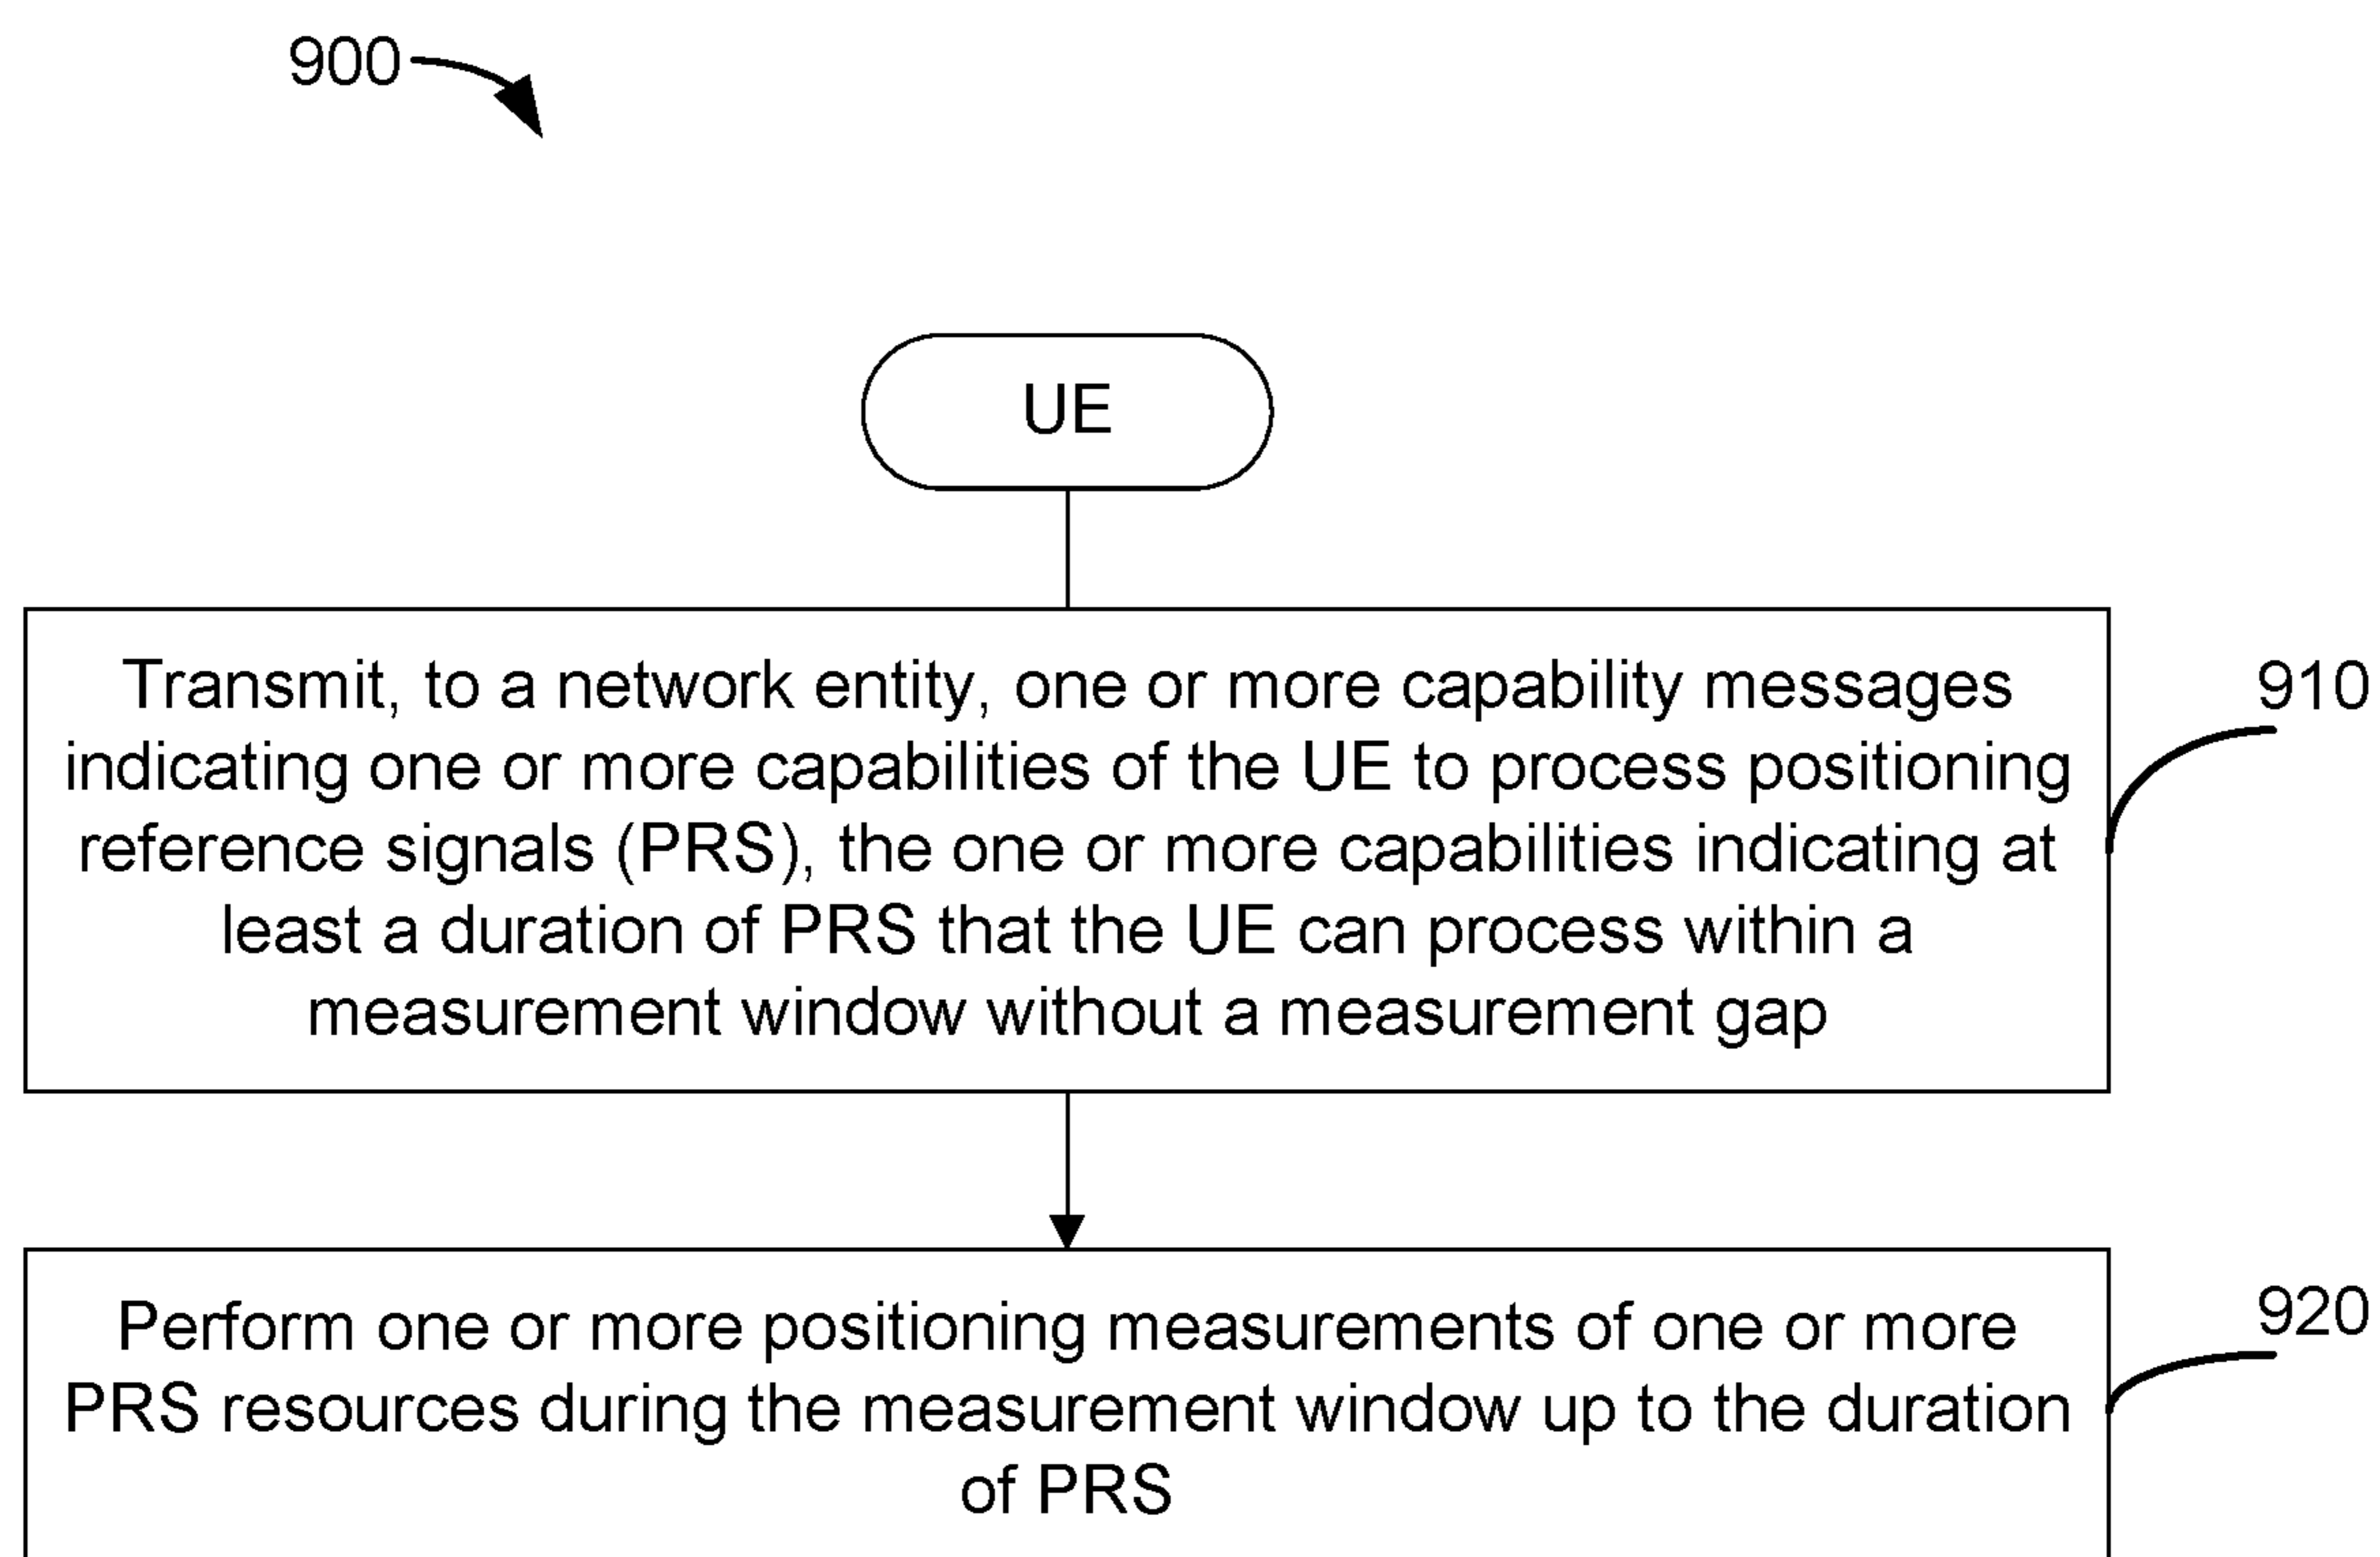 900
UE
Transmit, to a network entity, one or more capability messages
indicating one or more capabilities of the UE to process positioning
reference signals (PRS), the one or more capabilities indicating at
least a duration of PRS that the UE can process within a
measurement window without a measurement gap
910
Perform one or more positioning measurements of one or more
PRS resources during the measurement window up to the duration
of PRS
920